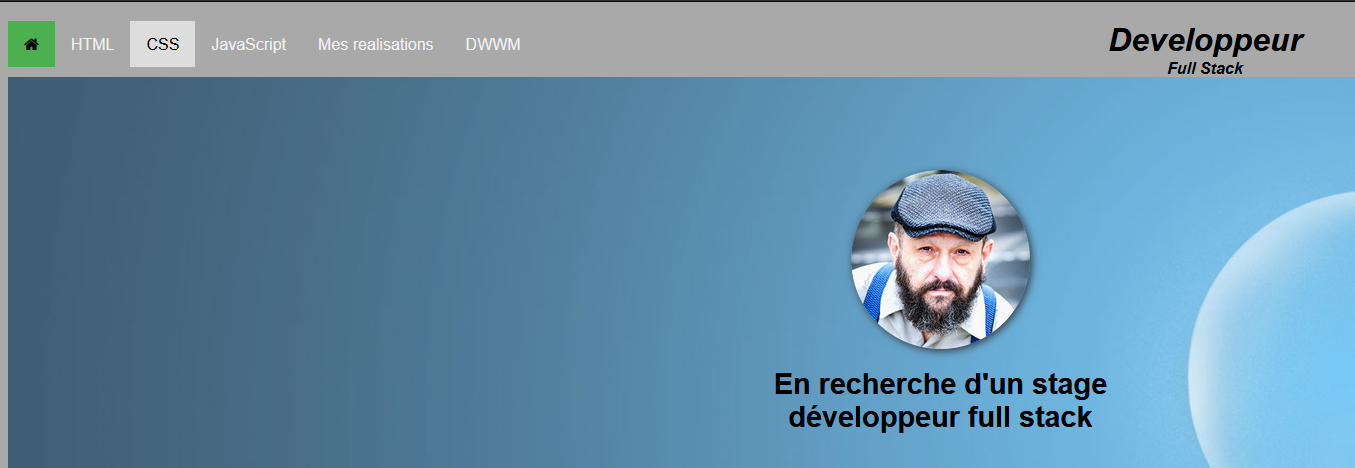 HTML CSS JavaScript Mes realisations DWWM
Developpeur
Full Stack
En recherche d'un stage
développeur full stack